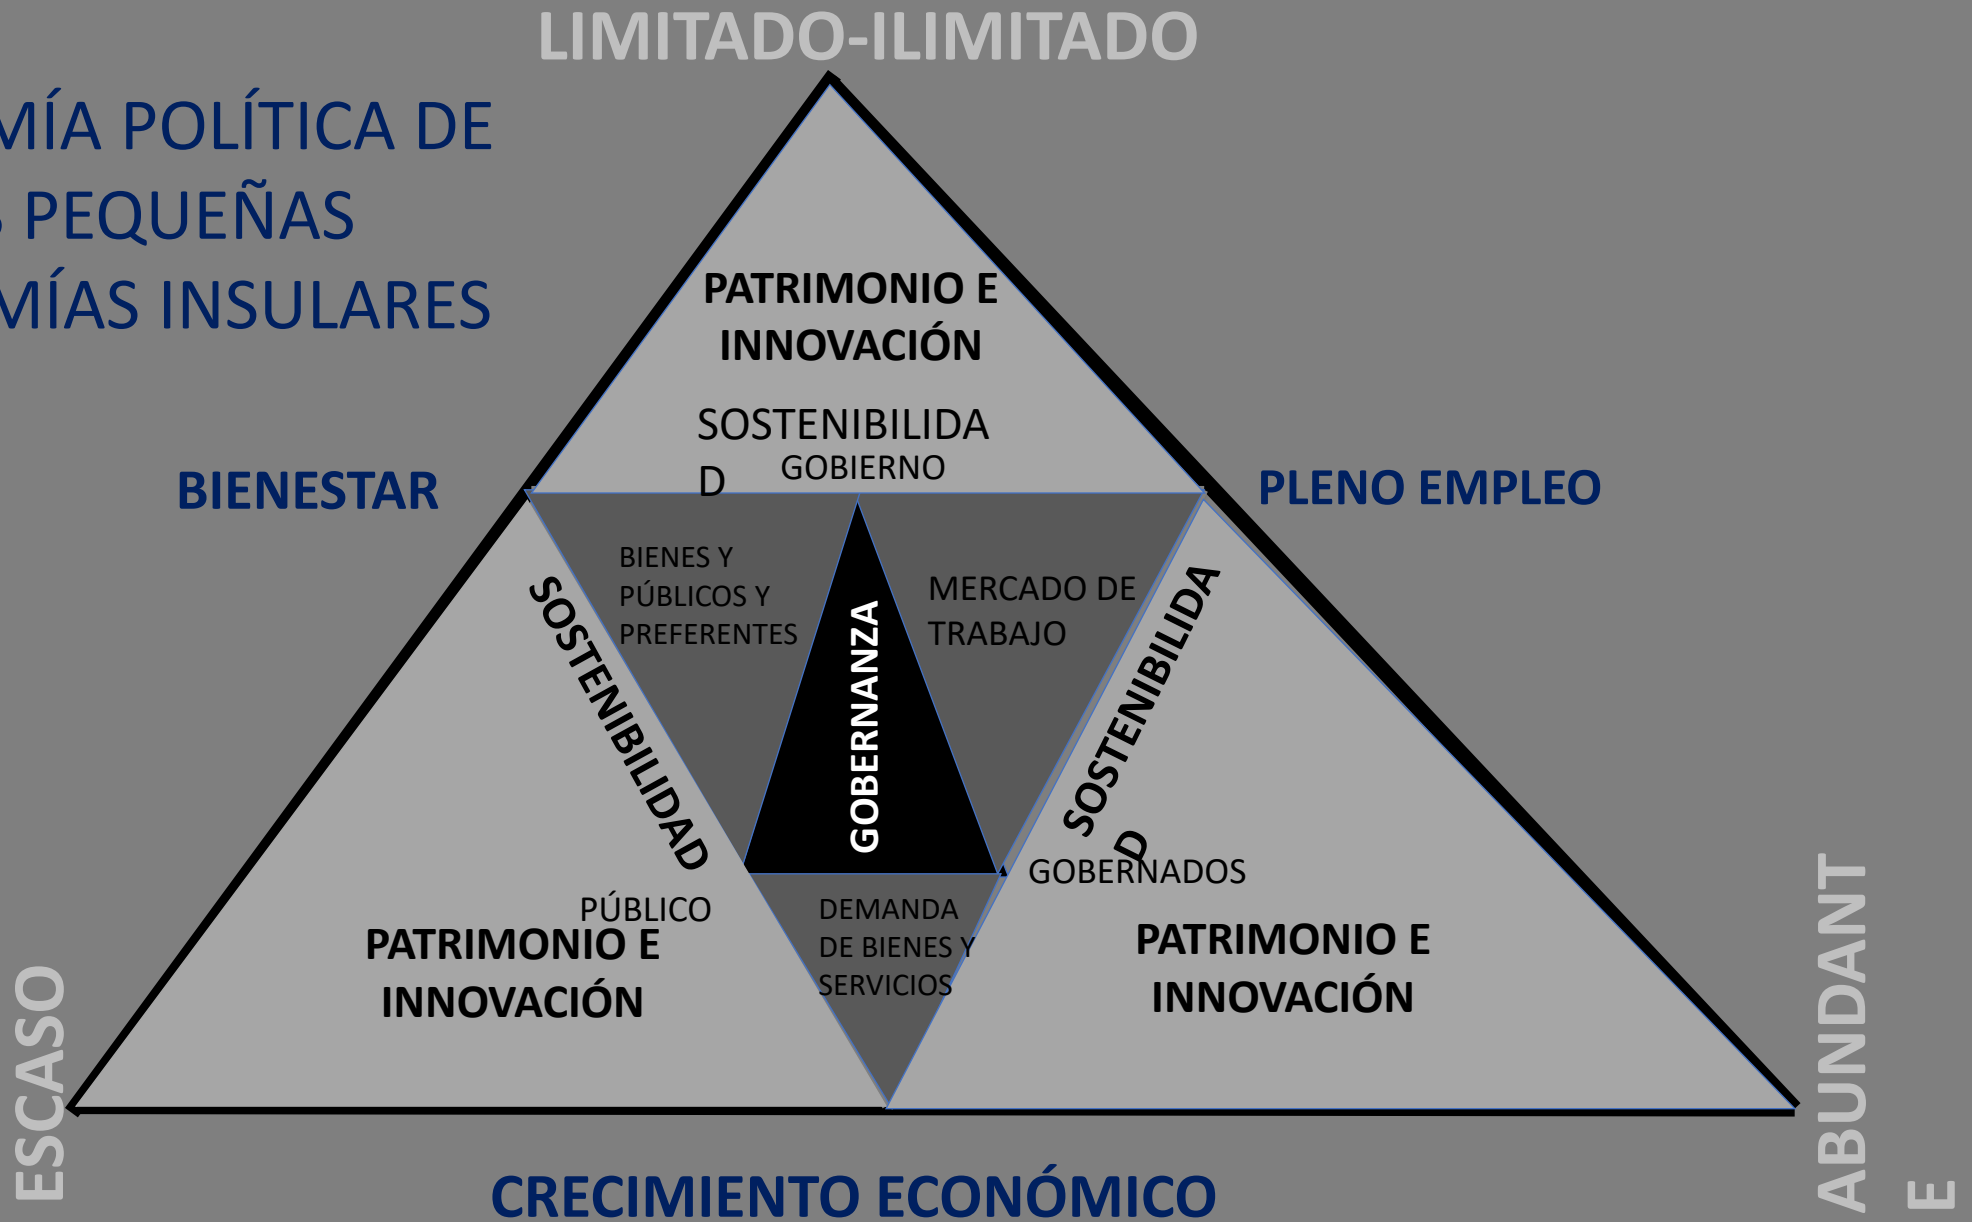 LIMITADO-ILIMITADO
MÍA POLÍTICA DE
PEQUEÑAS
MÍAS INSULARES
PATRIMONIO E
INNOVACIÓN
SOSTENIBILIDA
D
GOBIERNO
BIENESTAR
PLENO EMPLEO
BIENES Y
PÚBLICOS Y
PREFERENTES
MERCADO DE
TRABAJO
SOSTENIBILIDAD
GOBERNANZA
SOSTENIBILIDA
D
GOBERNADOS
PÚBLICO
PATRIMONIO E
INNOVACIÓN
DEMANDA
DE BIENES Y
SERVICIOS
PATRIMONIO E
INNOVACIÓN
ESCASO
ABUNDANT
E
CRECIMIENTO ECONÓMICO